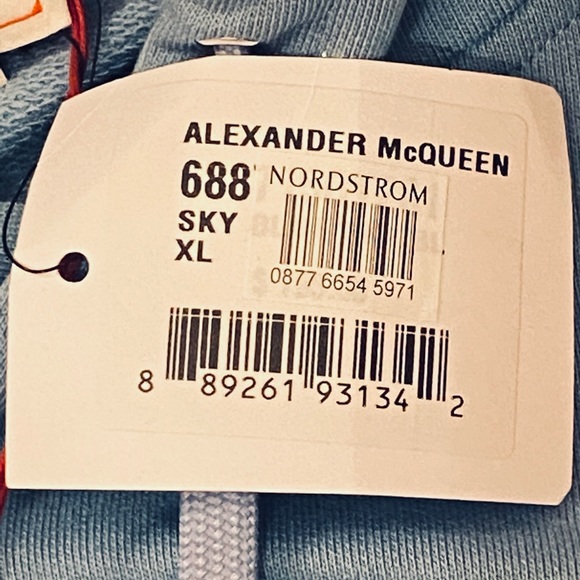 ALEXANDER McQUEEN
688
NORDSTROM
SKY
XL
0877 6654 5971
8 89261 93134 2